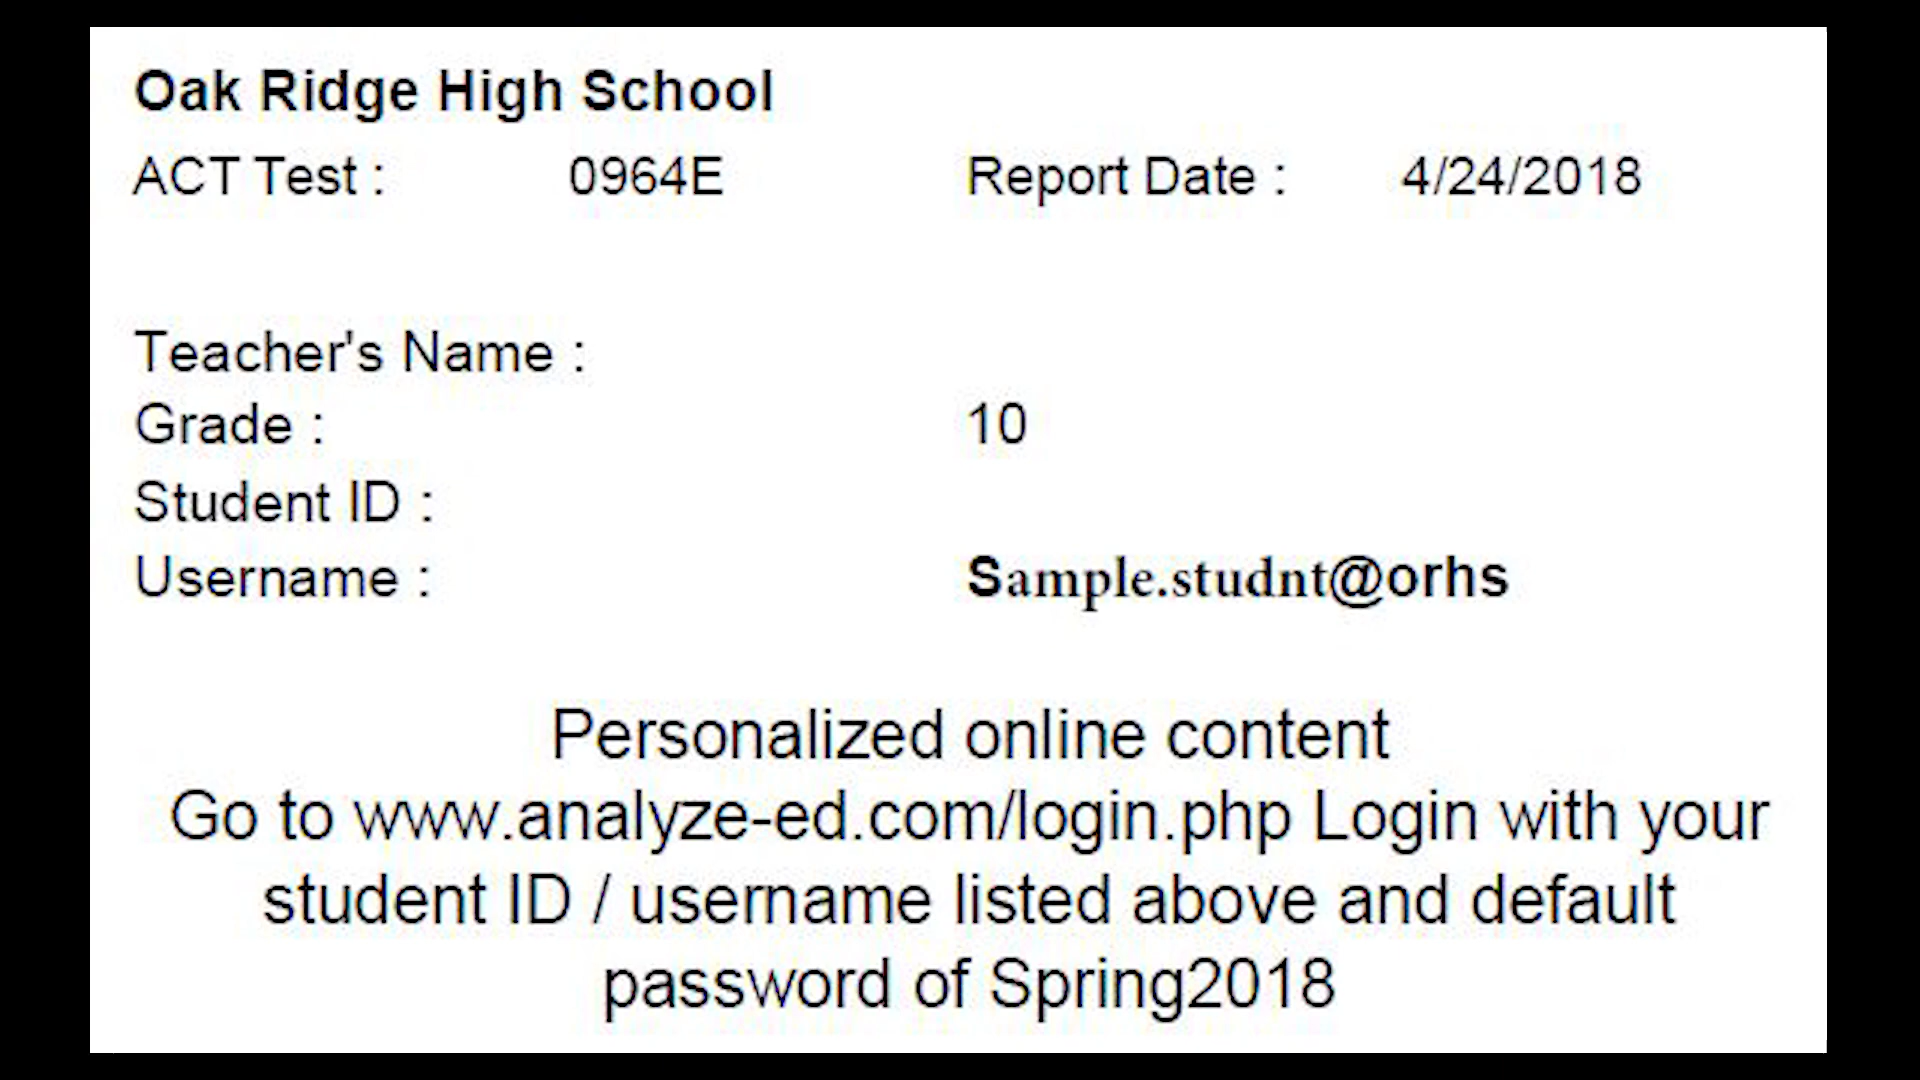 Oak Ridge High School
ACT Test : 0964E Report Date : 4/24/2018
Teacher's Name :
Grade : 10
Student ID :
Username : Sample.studnt@orhs
Personalized online content
Go to www.analyze-ed.com/login.php Login with your
student ID / username listed above and default
password of Spring2018